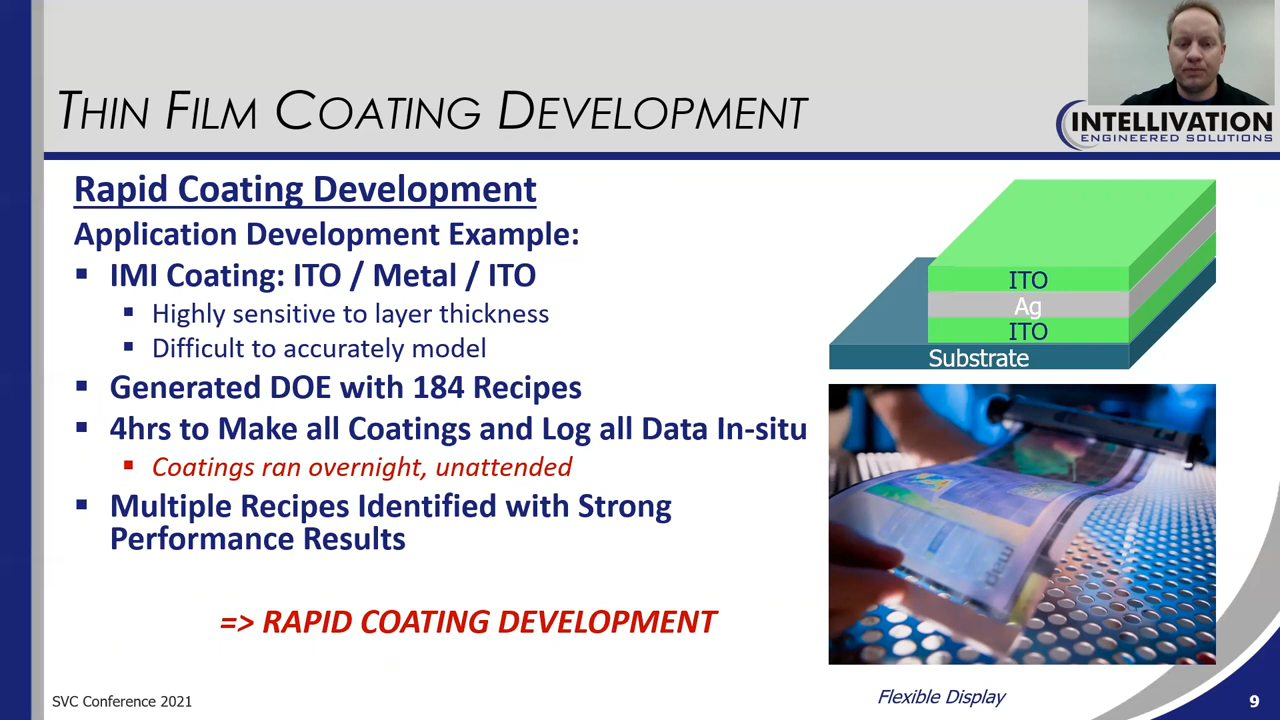 THIN FILM COATING DEVELOPMENT
INTELLIVATION
ENGINEERED SOLUTIONS
Rapid Coating Development
Application Development Example:
▪ IMI Coating: ITO / Metal / ITO
▪ Highly sensitive to layer thickness
▪ Difficult to accurately model
▪ Generated DOE with 184 Recipes
▪ 4hrs to Make all Coatings and Log all Data In-situ
▪ Coatings ran overnight, unattended
▪ Multiple Recipes Identified with Strong
Performance Results
=> RAPID COATING DEVELOPMENT
ITO
Ag
ITO
Substrate
map
SVC Conference 2021
Flexible Display
9